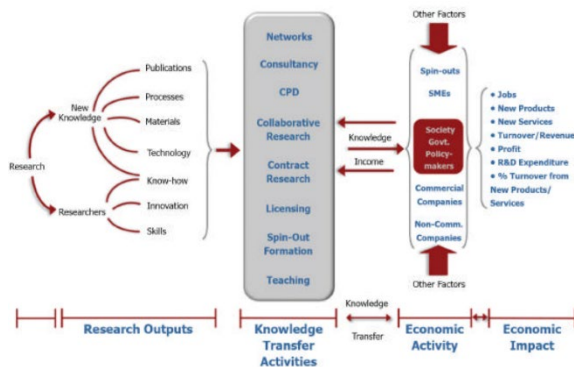 Other Factors
Networks
Consultancy
CPD
Collaborative
Research
Contract
Research
Licensing
Spin-Out
Formation
Teaching
Publications
Processes
Materials
Technology
Know-how
Innovation
Skills
New
Knowledge
Research
Researchers
Knowledge
Income
Spin-outs
SMEs
Society
Govt.
Policy-
makers
Commercial
Companies
Non-Comm.
Companies
• Jobs
• New Products
• New Services
• Turnover/Revenue
• Profit
• R&D Expenditure
• % Turnover from
New Products/
Services
Other Factors
Research Outputs
Knowledge
Transfer
Activities
Knowledge
Transfer
Economic
Activity
Economic
Impact